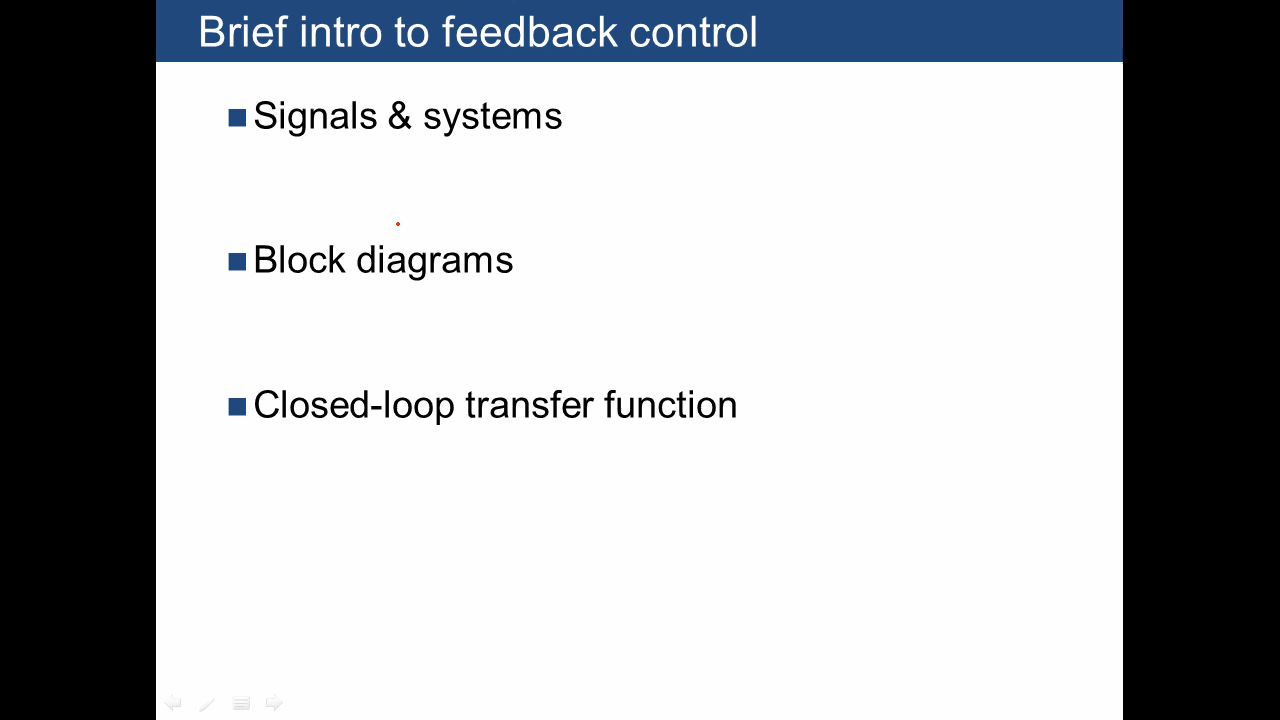 Brief intro to feedback control
Signals & systems
Block diagrams
Closed-loop transfer function